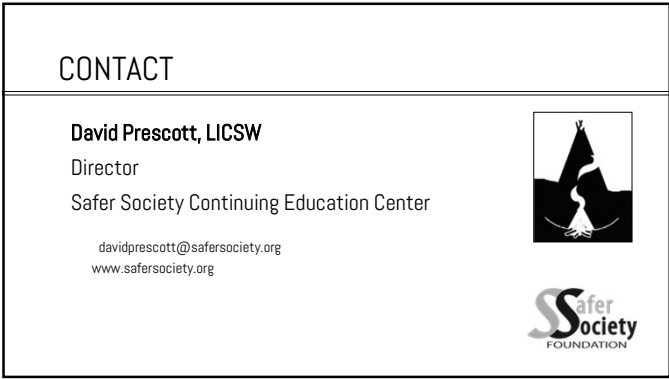 CONTACT
David Prescott, LICSW
Director
Safer Society Continuing Education Center
davidprescott@safersociety.org
www.safersociety.org
Safer
Society
FOUNDATION